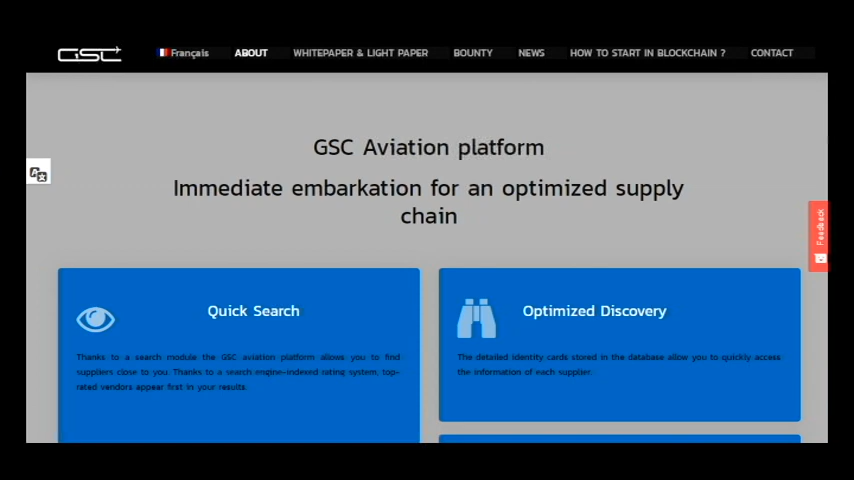 GSC
Français ABOUT WHITEPAPER & LIGHT PAPER BOUNTY NEWS HOW TO START IN BLOCKCHAIN ? CONTACT
GSC Aviation platform
Immediate embarkation for an optimized supply
chain
Feedback
Quick Search
Thanks to a search module the GSC aviation platform allows you to find
suppliers close to you. Thanks to a search engine-indexed rating system, top-
rated vendors appear first in your results.
Optimized Discovery
The detailed identity cards stored in the database allow you to quickly access
the information of each supplier.